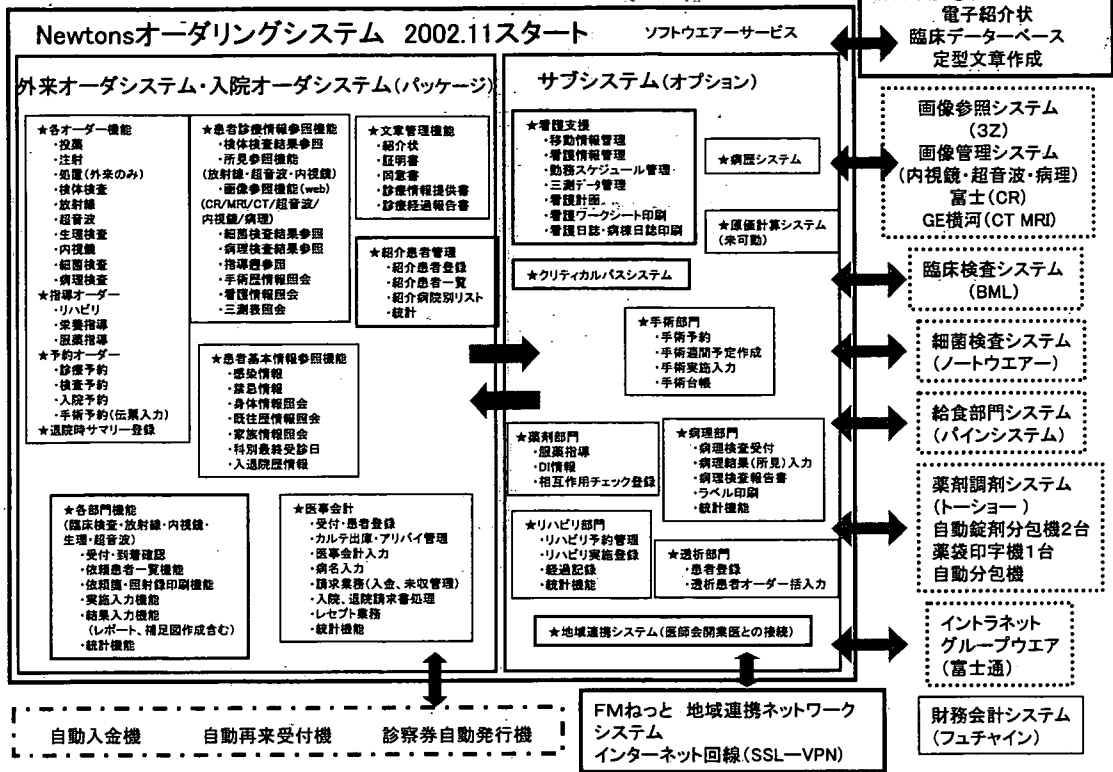 Newtonsオーダリングシステム 2002.11スタート
ソフトウエアーサービス
外来オーダシステム・入院オーダシステム(パッケージ)
★各オーダー機能
・投薬
・注射
・処置(外来のみ)
・検体検査
・放射線
・超音波
・生理検査
・内視鏡
・細菌検査
・病理検査
★指導オーダー
・リハビリ
・栄養指導
・服薬指導
★予約オーダー
・診療予約
・検査予約
・入院予約
・手術予約(伝票入力)
★退院時サマリー登録
★患者診療情報参照機能
・検体検査結果参照
・所見参照機能
(放射線・超音波・内視鏡)
・画像参照機能(web)
(CR/MRI/CT/超音波/
内視鏡/病理)
・細菌検査結果参照
・病理検査結果参照
・指導歴参照
・手術歴情報照会
・看護情報照会
・三測表照会
★文章管理機能
・紹介状
・証明書
・同意書
・診療情報提供書
・診療経過報告書
★紹介患者管理
・紹介患者登録
・紹介患者一覧
・紹介病院別リスト
・統計
★患者基本情報参照機能
・感染情報
・禁忌情報
・身体情報照会
・既往歴情報照会
・家族情報照会
・科別最終受診日
・入退院歴情報
★各部門機能
(臨床検査・放射線・内視鏡・
生理・超音波)
・受付・到着確認
・依頼患者一覧機能
・依頼箋・照射録印刷機能
・実施入力機能
・結果入力機能
(レポート、補足図作成含む)
・統計機能
★医事会計
・受付・患者登録
・カルテ出庫・アリバイ管理
・医事会計入力
・病名入力
・請求業務(入金、未収管理)
・入院、退院請求書処理
・レセプト業務
・統計機能
サブシステム(オプション)
★看護支援
・移動情報管理
・看護情報管理
・勤務スケジュール管理
・三測データ管理
・看護計画
・看護ワークシート印刷
・看護日誌・病棟日誌印刷
★病歴システム
★原価計算システム
(未可動)
★クリティカルパスシステム
★手術部門
・手術予約
・手術週間予定作成
・手術実施入力
・手術台帳
★薬剤部門
・服薬指導
・DI情報
・相互作用チェック登録
★病理部門
・病理検査受付
・病理結果(所見)入力
・病理検査報告書
・ラベル印刷
・統計機能
★リハビリ部門
・リハビリ予約管理
・リハビリ実施登録
・経過記録
・統計機能
★透析部門
・患者登録
・透析患者オーダー括入力
★地域連携システム(医師会開業医との接続)
電子紹介状
臨床データーベース
定型文章作成
画像参照システム
(3Z)
画像管理システム
(内視鏡・超音波・病理)
富士(CR)
GE横河(CT MRI)
臨床検査システム
(BML)
細菌検査システム
(ノートウエアー)
給食部門システム
(パインシステム)
薬剤調剤システム
(トーショー)
自動錠剤分包機2台
薬袋印字機1台
自動分包機
イントラネット
グループウエア
(富士通)
財務会計システム
(フュチャイン)
自動入金機 自動再来受付機 診察券自動発行機
FMねっと 地域連携ネットワーク
システム
インターネット回線(SSL－VPN)